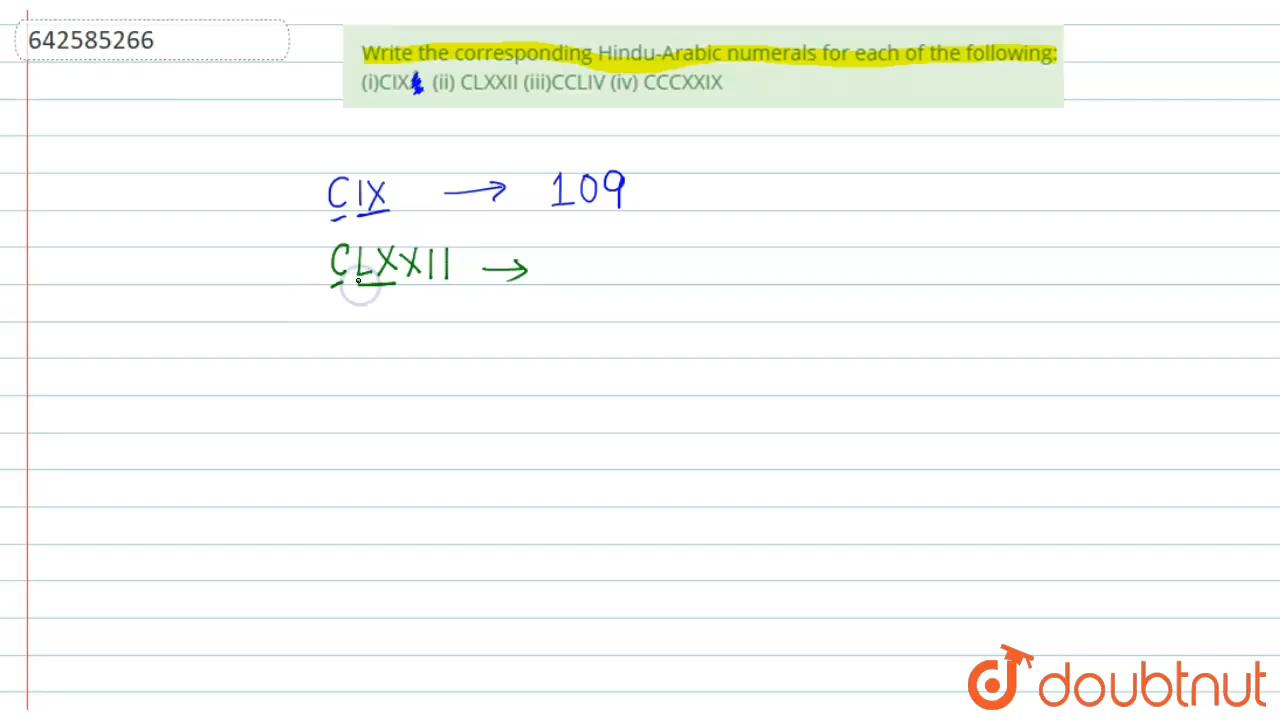 642585266
Write the corresponding Hindu-Arabic numerals for each of the following:
(i)CIX (ii) CLXXII (iii)CCLIV (iv) CCCXXIX
CIX → 109
CLXXII →
doubtnut